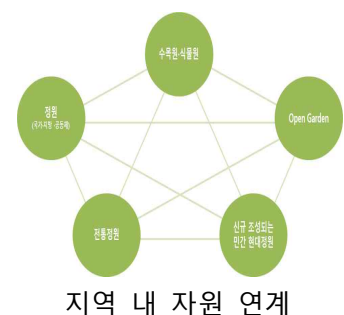 수목원·식물원
정원
(국가·지방·공동체)
Open Garden
전통정원
신규 조성되는
민간 현대정원
지역 내 자원 연계